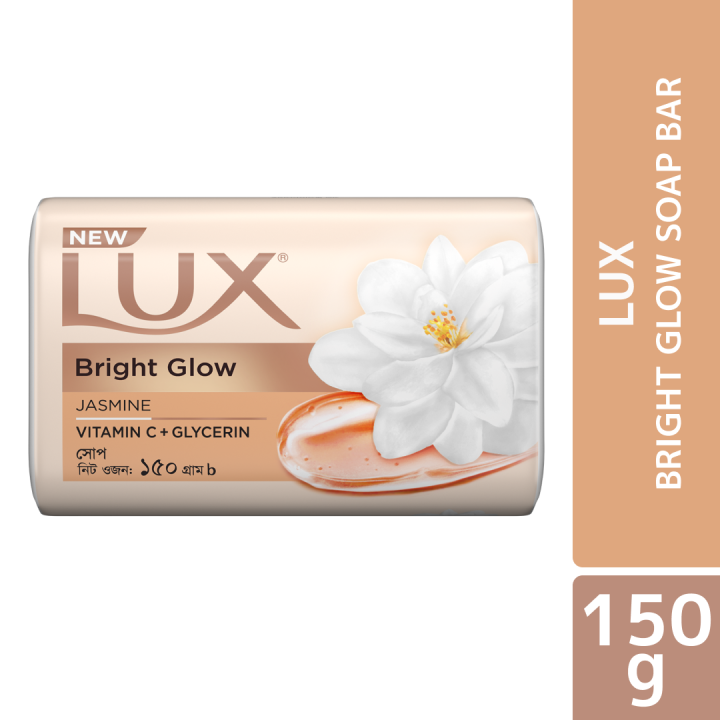 NEW
LUX®
Bright Glow
JASMINE
VITAMIN C + GLYCERIN
সোপ
নিট ওজন: ১৫০ গ্রাম b
LUX
BRIGHT GLOW SOAP BAR
150
g